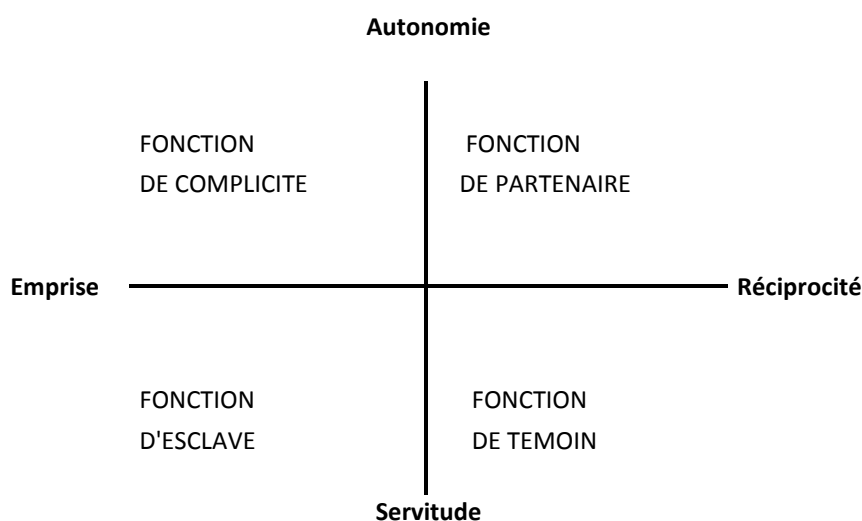 Autonomie
FONCTION
DE COMPLICITE
FONCTION
DE PARTENAIRE
Emprise
Réciprocité
FONCTION
D'ESCLAVE
FONCTION
DE TEMOIN
Servitude